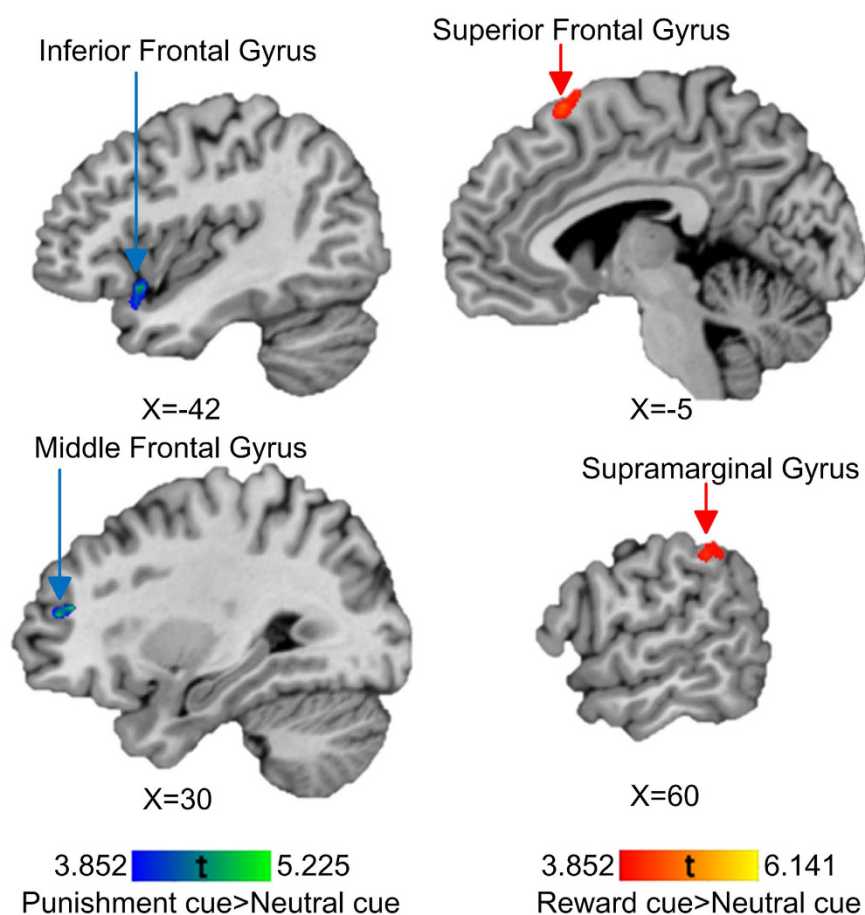 Inferior Frontal Gyrus
Superior Frontal Gyrus
X=-42
X=-5
Middle Frontal Gyrus
Supramarginal Gyrus
X=30
X=60
3.852 t 5.225
Punishment cue>Neutral cue
3.852 t 6.141
Reward cue>Neutral cue